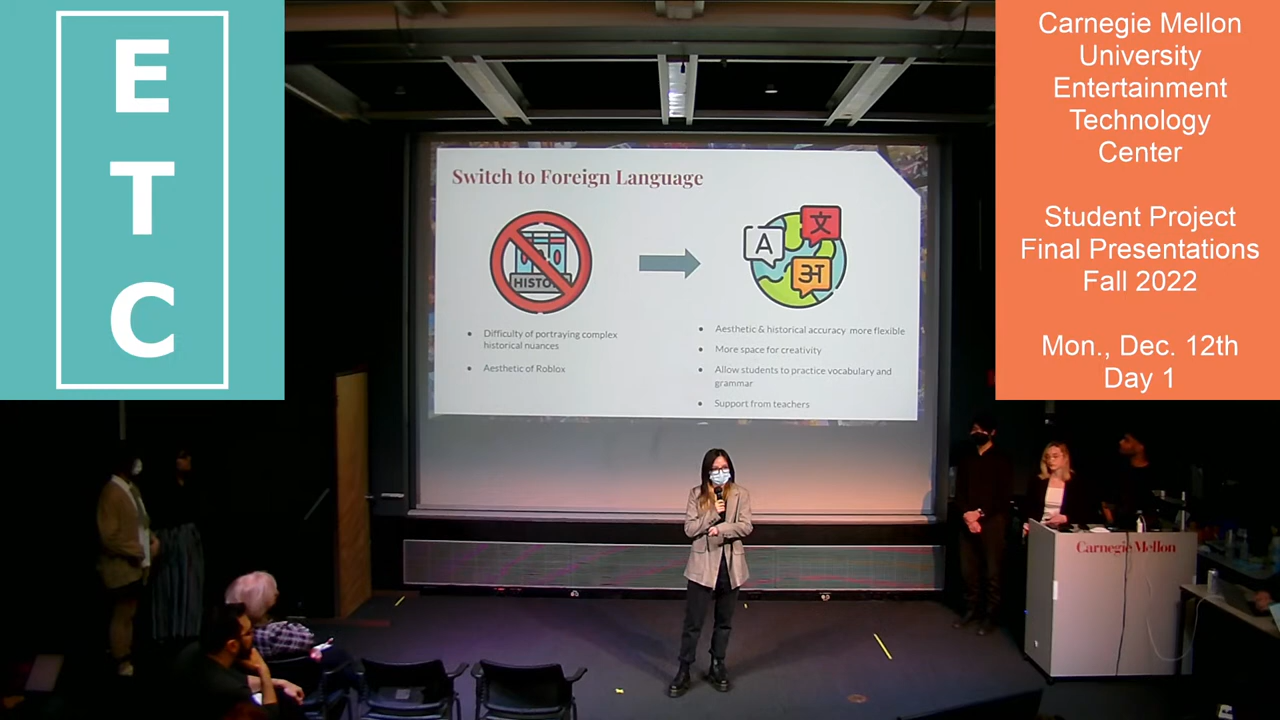 E
T
C
Carnegie Mellon
University
Entertainment
Technology
Center
Student Project
Final Presentations
Fall 2022
Mon., Dec. 12th
Day 1
Switch to Foreign Language
HISTO
A
文
अ
Difficulty of portraying complex
historical nuances
Aesthetic of Roblox
Aesthetic & historical accuracy more flexible
More space for creativity
Allow students to practice vocabulary and
grammar
Support from teachers
Carnegie Mellon